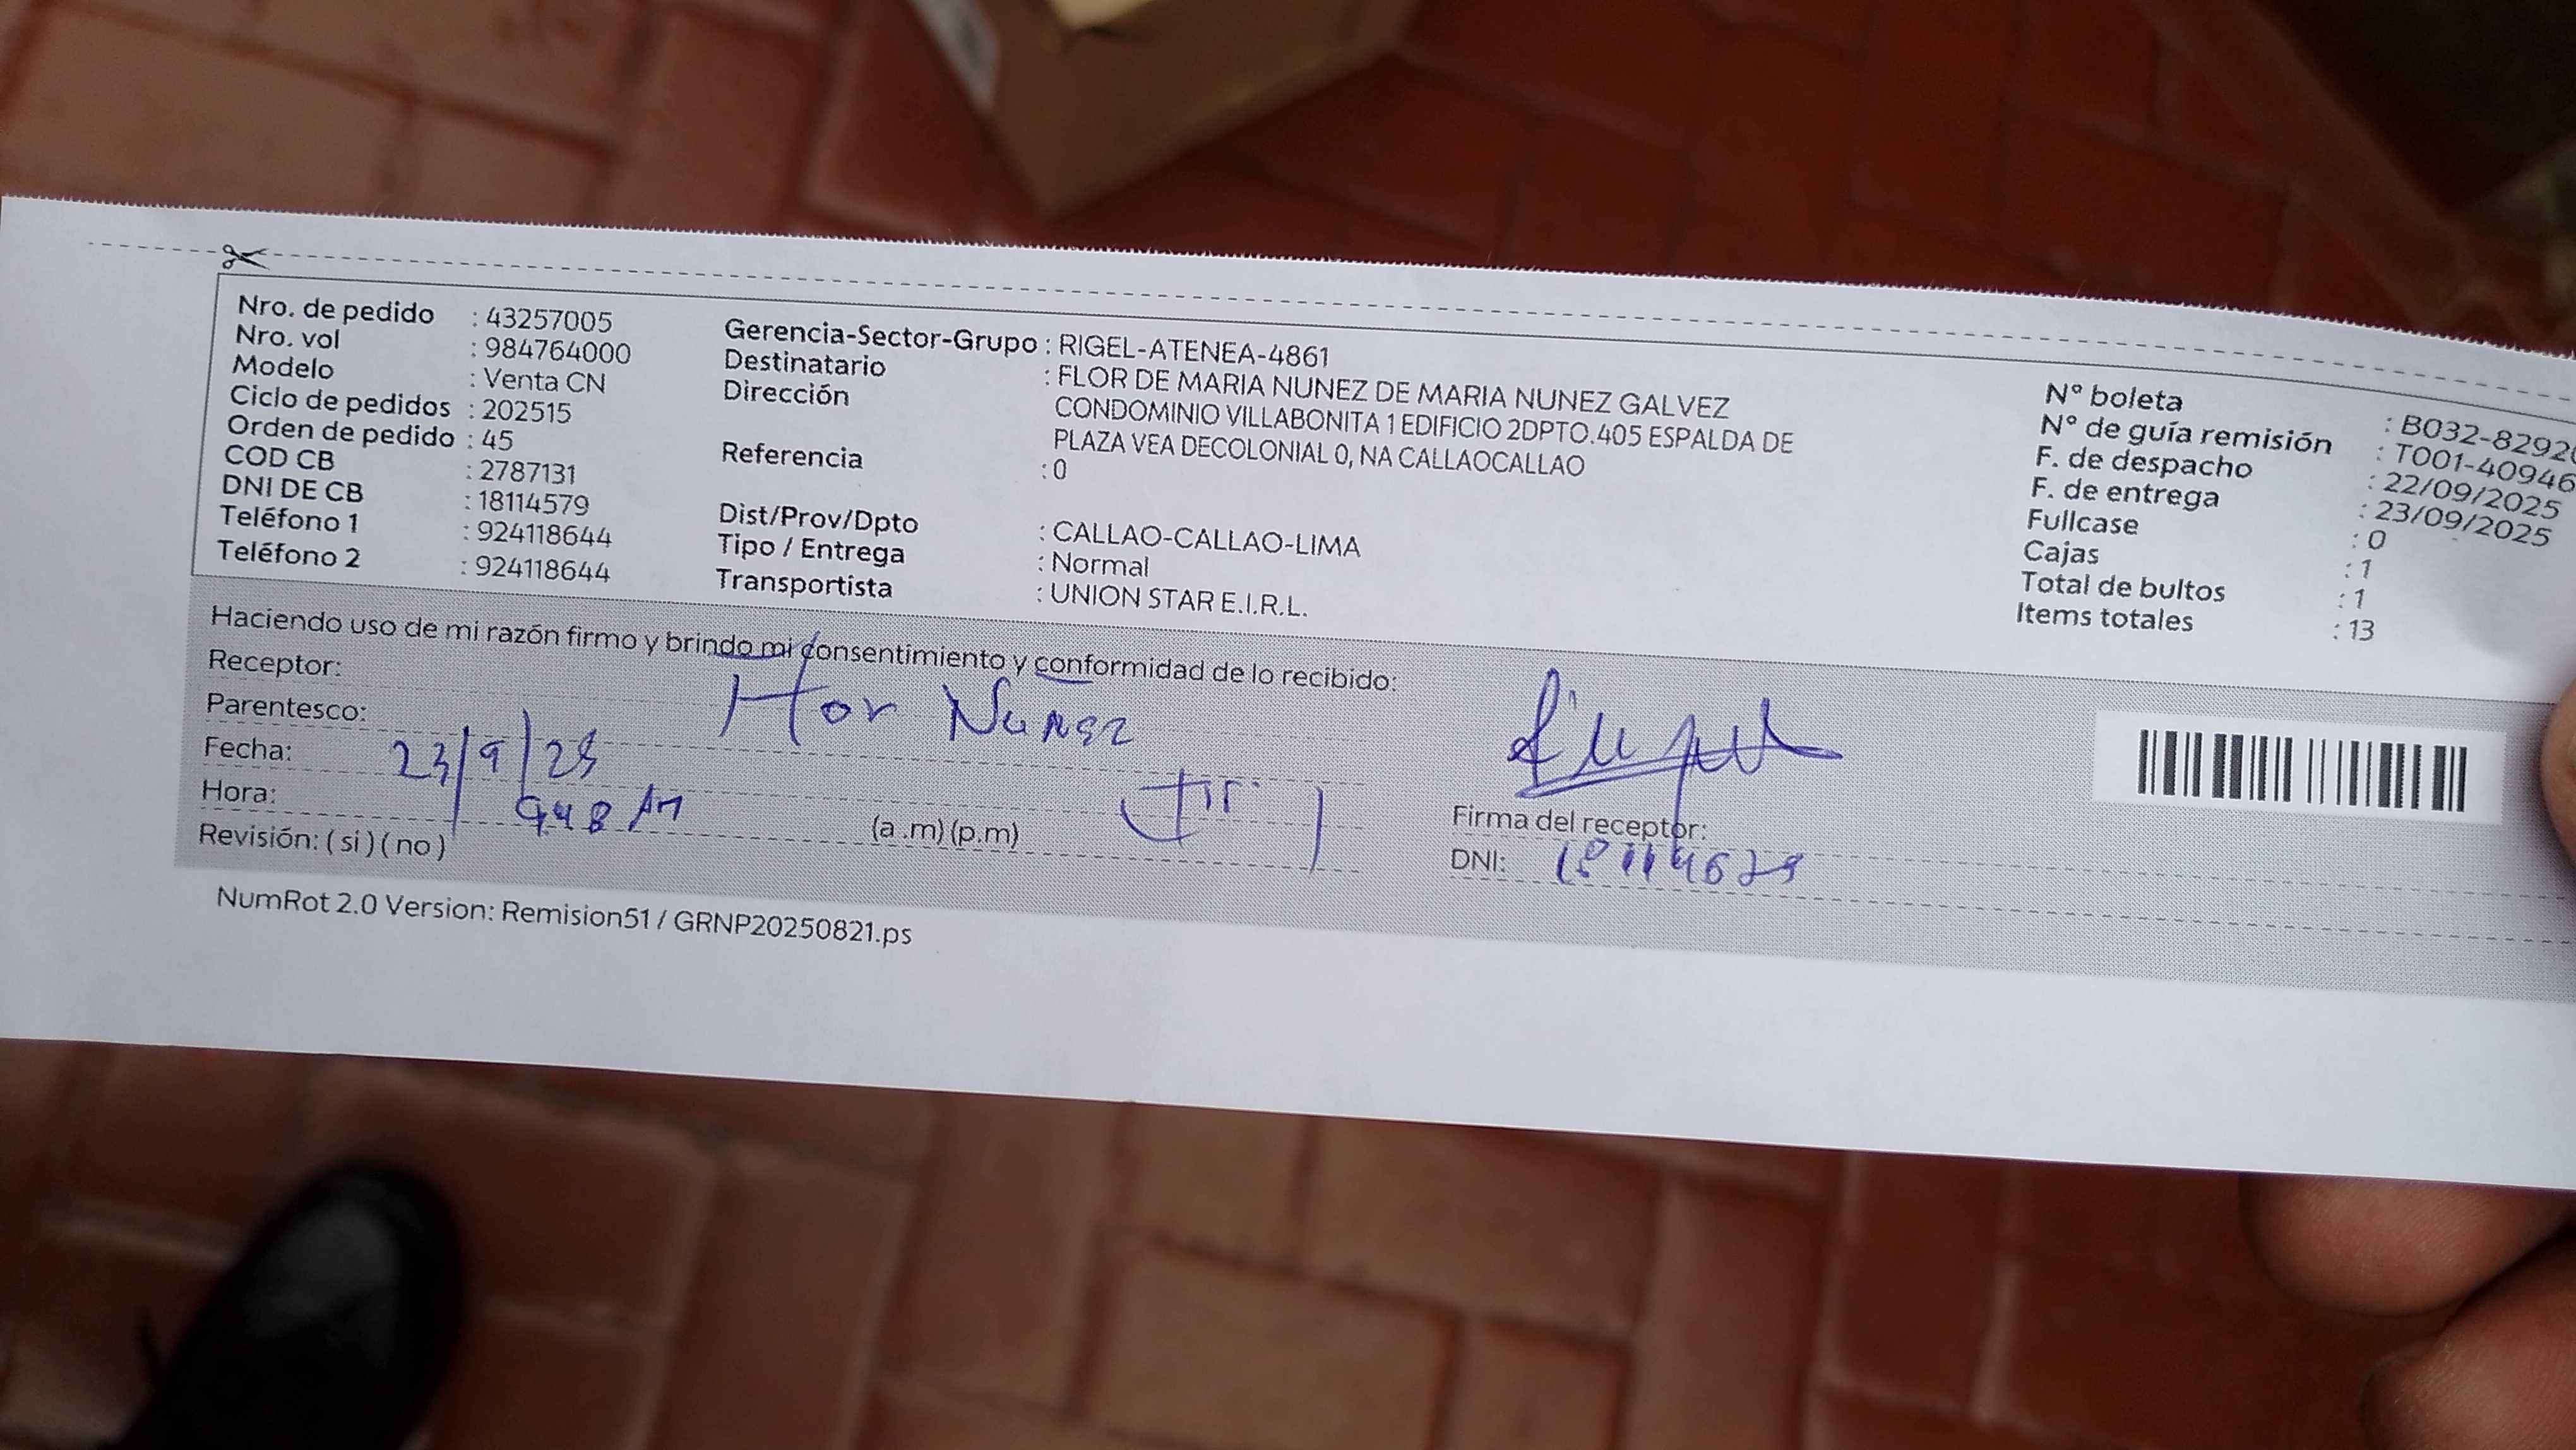 Nro. de pedido : 43257005
Nro. vol : 984764000
Modelo : Venta CN
Ciclo de pedidos : 202515
Orden de pedido : 45
COD CB : 2787131
DNI DE CB : 18114579
Teléfono 1 : 924118644
Teléfono 2 : 924118644
Gerencia-Sector-Grupo : RIGEL-ATENEA-4861
Destinatario : FLOR DE MARIA NUNEZ DE MARIA NUNEZ GALVEZ
Dirección CONDOMINIO VILLABONITA 1 EDIFICIO 2DPTO.405 ESPALDA DE
PLAZA VEA DECOLONIAL 0, NA CALLAOCALLAO
Referencia : 0
Dist/Prov/Dpto : CALLAO-CALLAO-LIMA
Tipo / Entrega : Normal
Transportista : UNION STAR E.I.R.L.
N° boleta : B032-8292
N° de guía remisión : T001-40946
F. de despacho : 22/09/2025
F. de entrega : 23/09/2025
Fullcase : 0
Cajas : 1
Total de bultos : 1
Items totales : 13
Haciendo uso de mi razón firmo y brindo mi consentimiento y conformidad de lo recibido:
Receptor: Flor Nuñez
Parentesco:
Fecha: 23/9/25
Hora: 948 AM (a .m) (p.m)
Revisión: ( si ) ( no )
Firma del receptor:
DNI:
NumRot 2.0 Version: Remision51 / GRNP20250821.ps